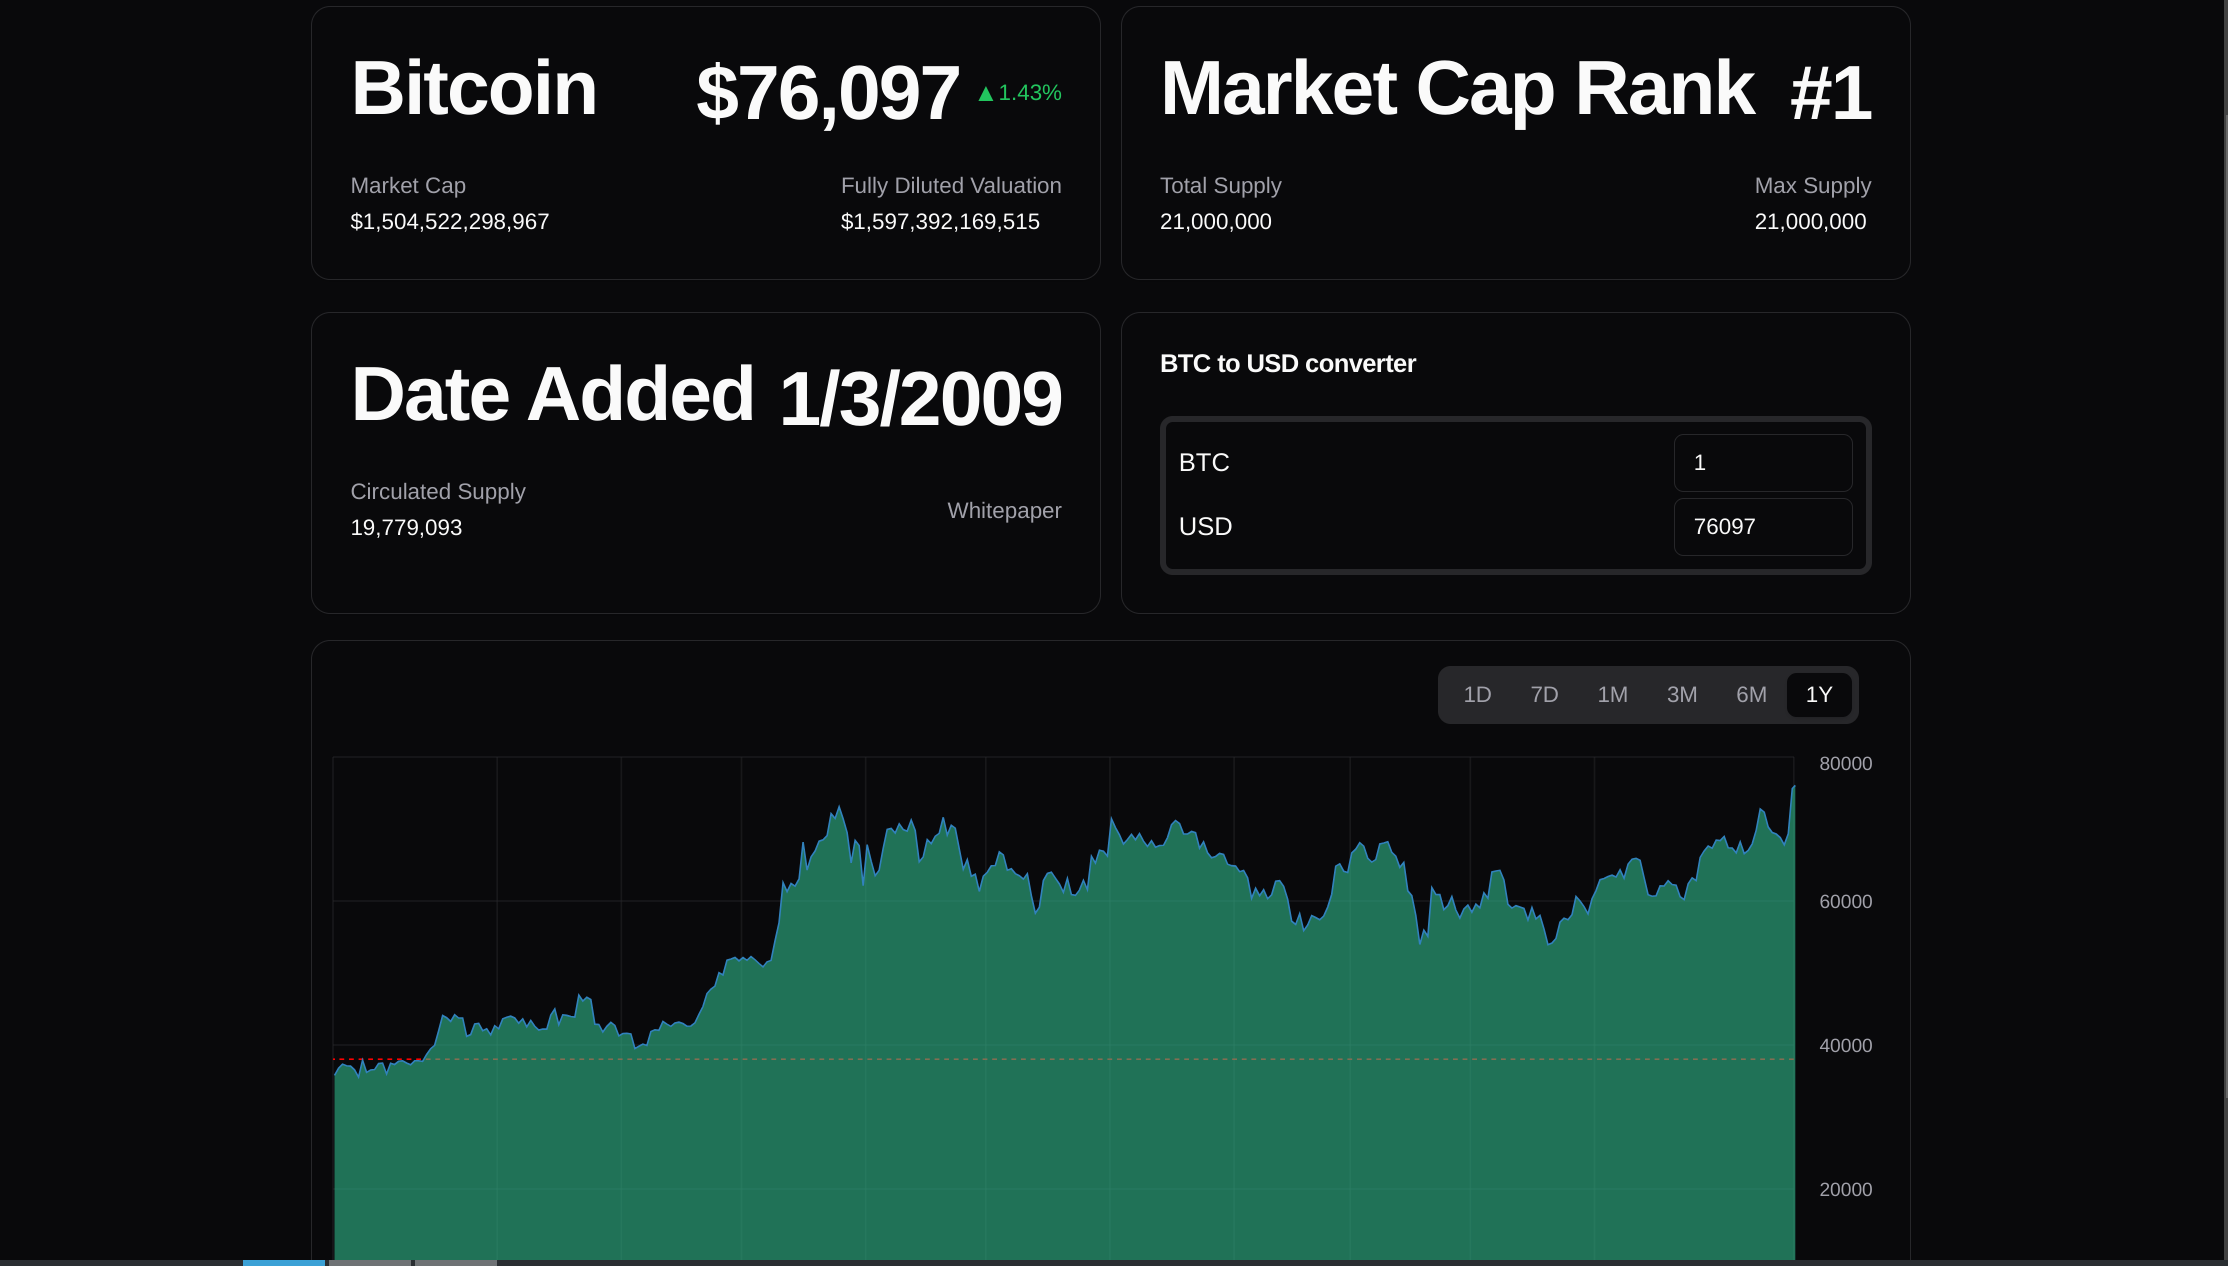 Bitcoin $76,097 ▲1.43%
Market Cap Fully Diluted Valuation
$1,504,522,298,967 $1,597,392,169,515
Market Cap Rank #1
Total Supply Max Supply
21,000,000 21,000,000
Date Added 1/3/2009
Circulated Supply
19,779,093
Whitepaper
BTC to USD converter
BTC 1
USD 76097
1D 7D 1M 3M 6M 1Y
80000
60000
40000
20000